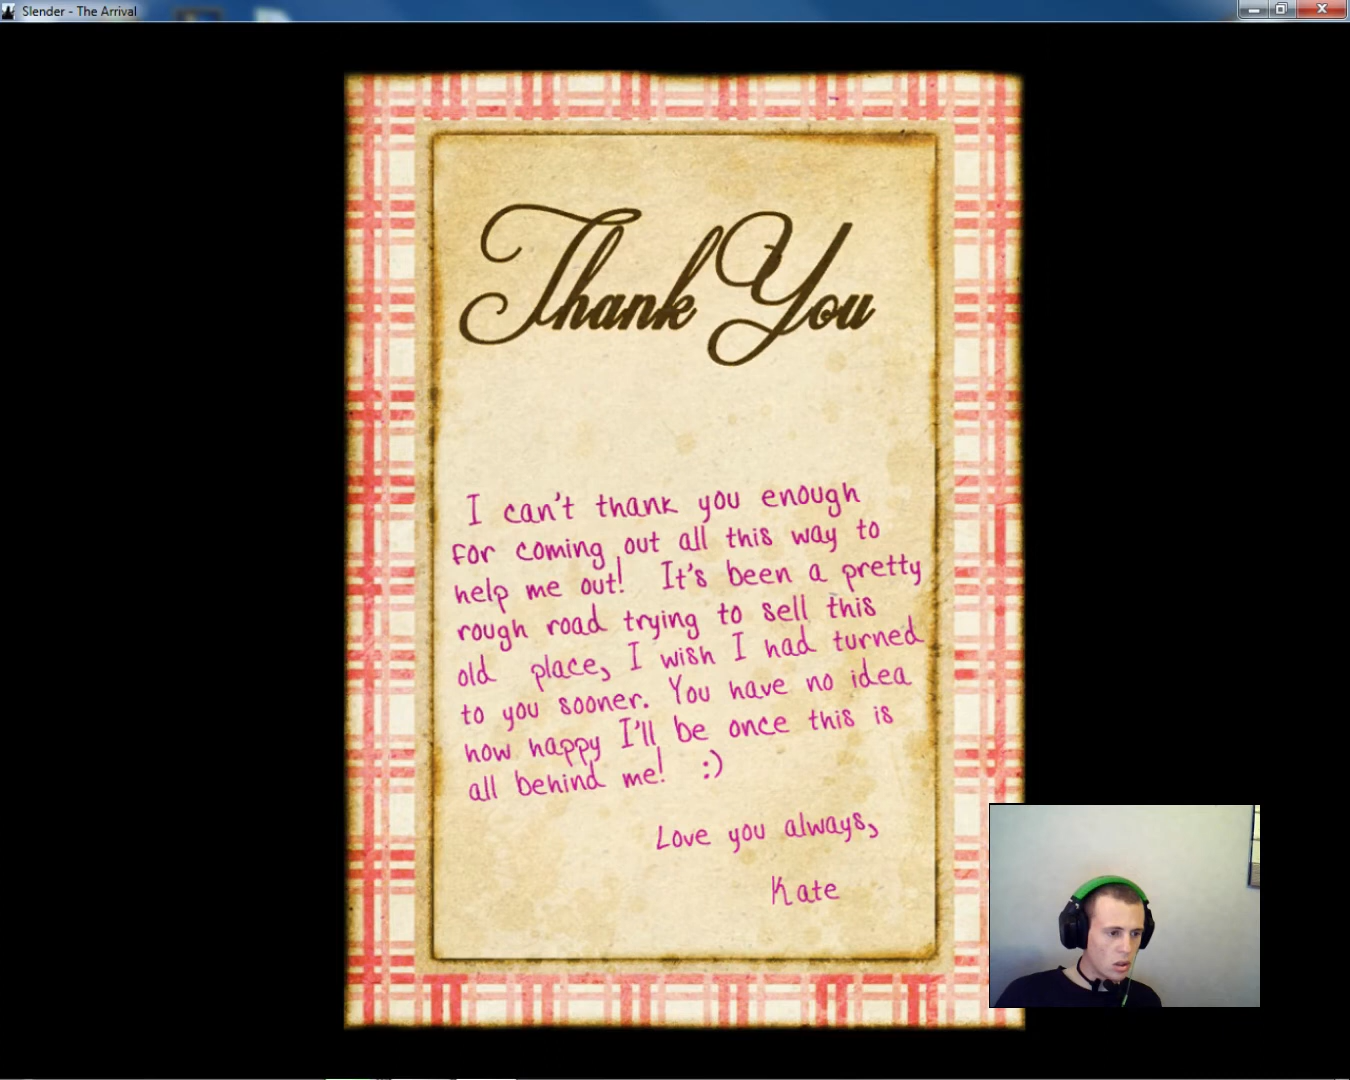 Slender - The Arrival
Thank You
I can't thank you enough
for coming out all this way to
help me out! It's been a pretty
rough road trying to sell this
old place, I wish I had turned
to you sooner. You have no idea
how happy I'll be once this is
all behind me! :)
Love you always,
Kate